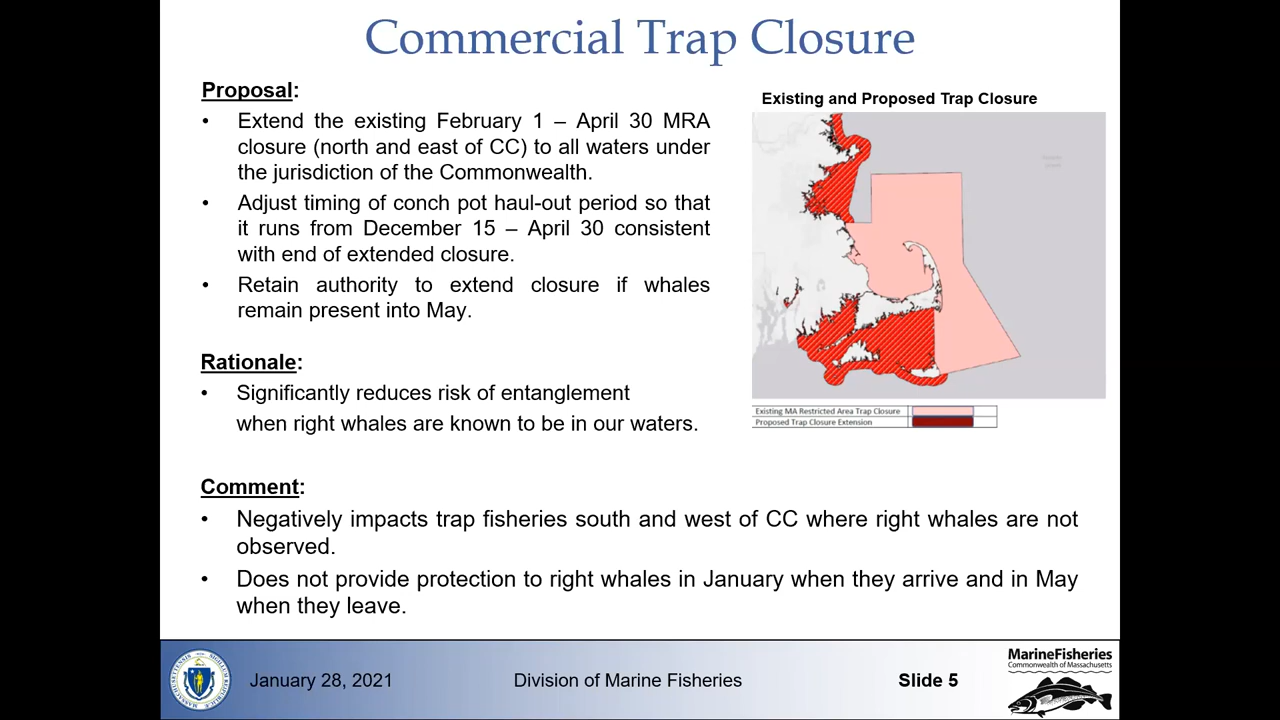 Commercial Trap Closure
Proposal:
• Extend the existing February 1 – April 30 MRA
closure (north and east of CC) to all waters under
the jurisdiction of the Commonwealth.
• Adjust timing of conch pot haul-out period so that
it runs from December 15 – April 30 consistent
with end of extended closure.
• Retain authority to extend closure if whales
remain present into May.
Rationale:
• Significantly reduces risk of entanglement
when right whales are known to be in our waters.
Existing and Proposed Trap Closure
Existing MA Restricted Area Trap Closure
Proposed Trap Closure Extension
Comment:
• Negatively impacts trap fisheries south and west of CC where right whales are not
observed.
• Does not provide protection to right whales in January when they arrive and in May
when they leave.
January 28, 2021
Division of Marine Fisheries
Slide 5
MarineFisheries
Commonwealth of Massachusetts